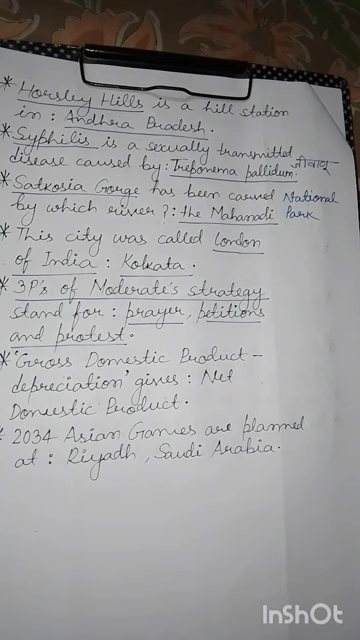 * Horsley Hills is a hill station
in : Andhra Pradesh.
* Syphilis is a sexually transmitted
disease caused by : Treponema pallidum. जीवाणु
* Satkosia Gorge has been carved National
by which river ? : the Mahanadi Park
* This city was called London
of India : Kolkata.
* 3P's of Moderate's strategy
stand for : prayer, petitions
and protest.
* 'Gross Domestic Product -
depreciation' gives : Net
Domestic Product.
* 2034 Asian Games are planned
at : Riyadh, Saudi Arabia.
InShOt